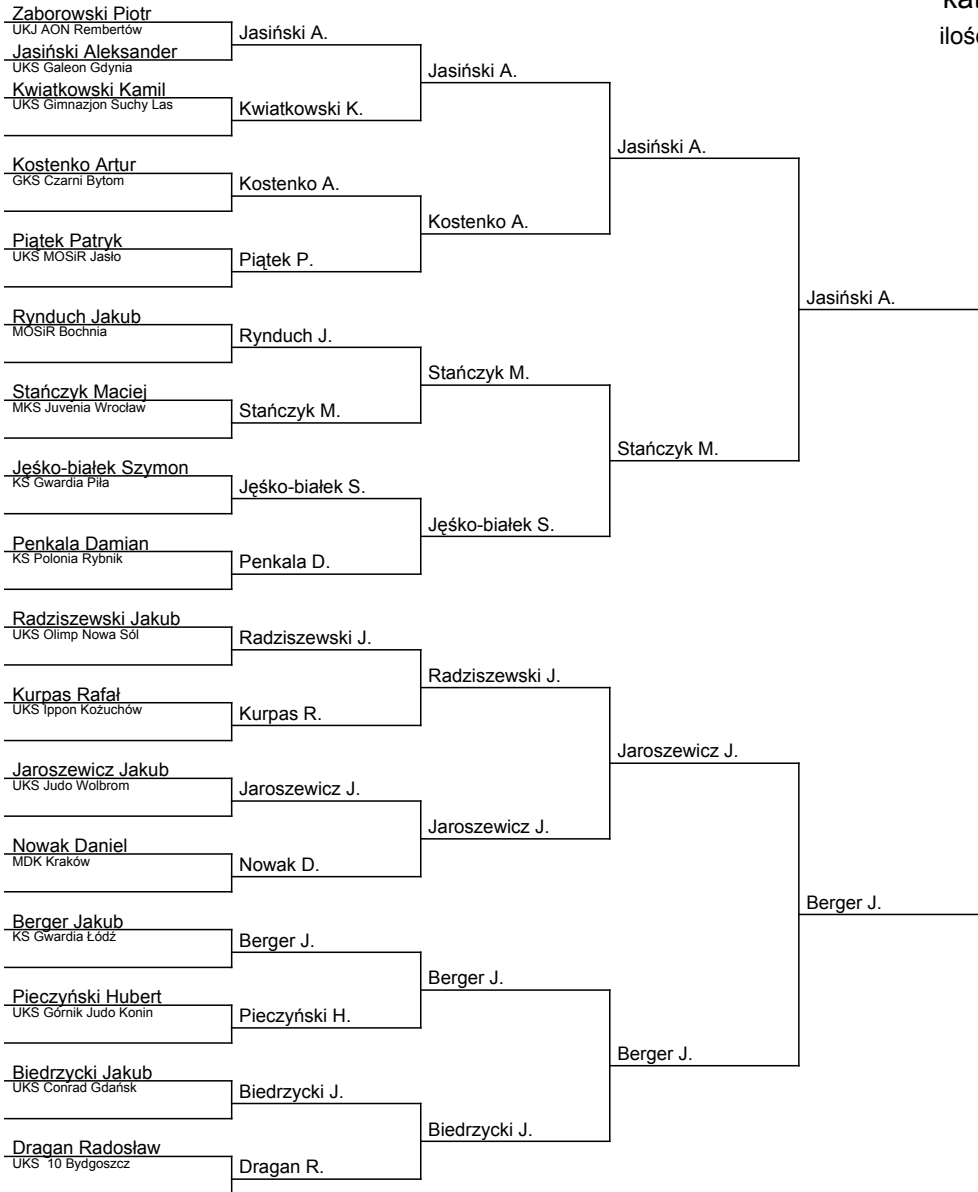 kat
ilość
Zaborowski Piotr
UKJ AON Rembertów
Jasiński Aleksander
UKS Galeon Gdynia
Kwiatkowski Kamil
UKS Gimnazjon Suchy Las
Kostenko Artur
GKS Czarni Bytom
Piątek Patryk
UKS MOSiR Jasło
Rynduch Jakub
MOSiR Bochnia
Stańczyk Maciej
MKS Juvenia Wrocław
Jęśko-białek Szymon
KS Gwardia Piła
Penkala Damian
KS Polonia Rybnik
Radziszewski Jakub
UKS Olimp Nowa Sól
Kurpas Rafał
UKS Ippon Kożuchów
Jaroszewicz Jakub
UKS Judo Wolbrom
Nowak Daniel
MDK Kraków
Berger Jakub
KS Gwardia Łódź
Pieczyński Hubert
UKS Górnik Judo Konin
Biedrzycki Jakub
UKS Conrad Gdańsk
Dragan Radosław
UKS 10 Bydgoszcz
Jasiński A.
Kwiatkowski K.
Kostenko A.
Piątek P.
Rynduch J.
Stańczyk M.
Jęśko-białek S.
Penkala D.
Radziszewski J.
Kurpas R.
Jaroszewicz J.
Nowak D.
Berger J.
Pieczyński H.
Biedrzycki J.
Dragan R.
Jasiński A.
Kostenko A.
Stańczyk M.
Jęśko-białek S.
Radziszewski J.
Jaroszewicz J.
Berger J.
Biedrzycki J.
Jasiński A.
Stańczyk M.
Jaroszewicz J.
Berger J.
Jasiński A.
Berger J.